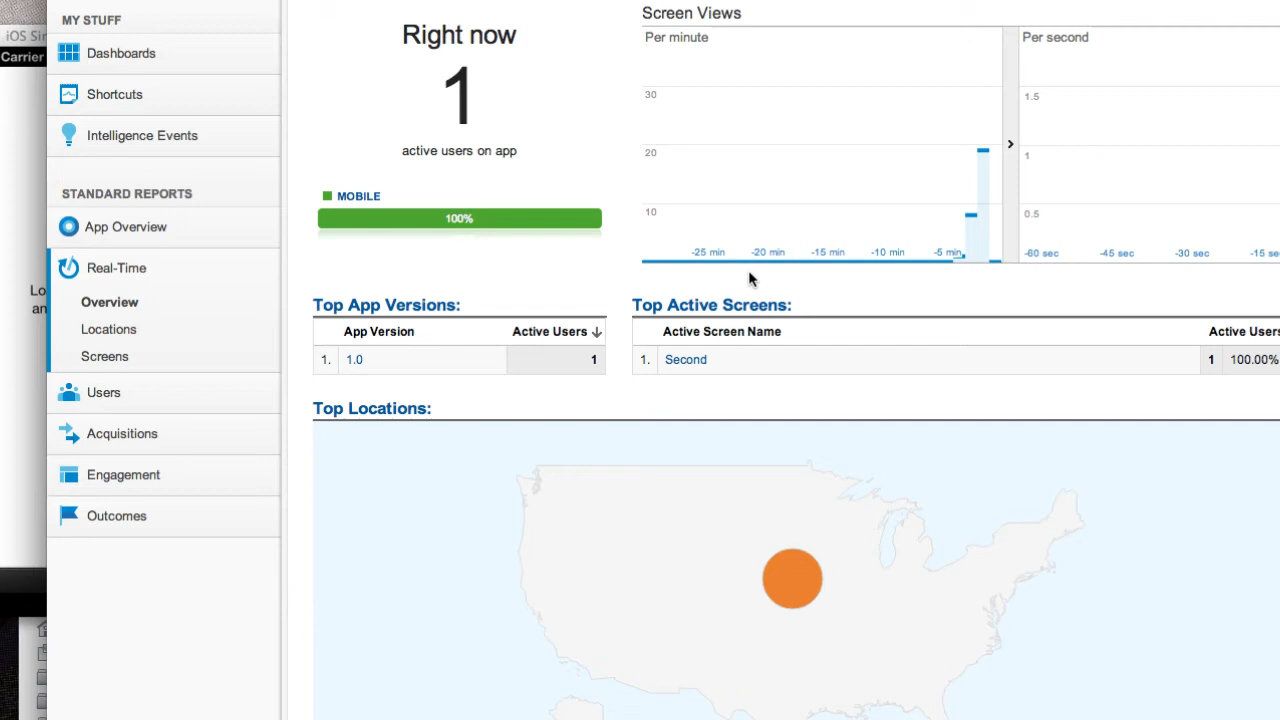 MY STUFF
iOS Sir
Carrier
Dashboards
Shortcuts
Intelligence Events
STANDARD REPORTS
App Overview
Real-Time
Overview
Locations
Screens
Users
Acquisitions
Engagement
Outcomes
Lo
an
Right now
1
active users on app
MOBILE
100%
Screen Views
Per minute
30
20
10
-25 min
-20 min
-15 min
-10 min
-5 min
Per second
1.5
1
0.5
-60 sec
-45 sec
-30 sec
-15 se
Top App Versions:
App Version Active Users
1. 1.0 1
Top Active Screens:
Active Screen Name Active Users
1. Second 1 100.00%
Top Locations: